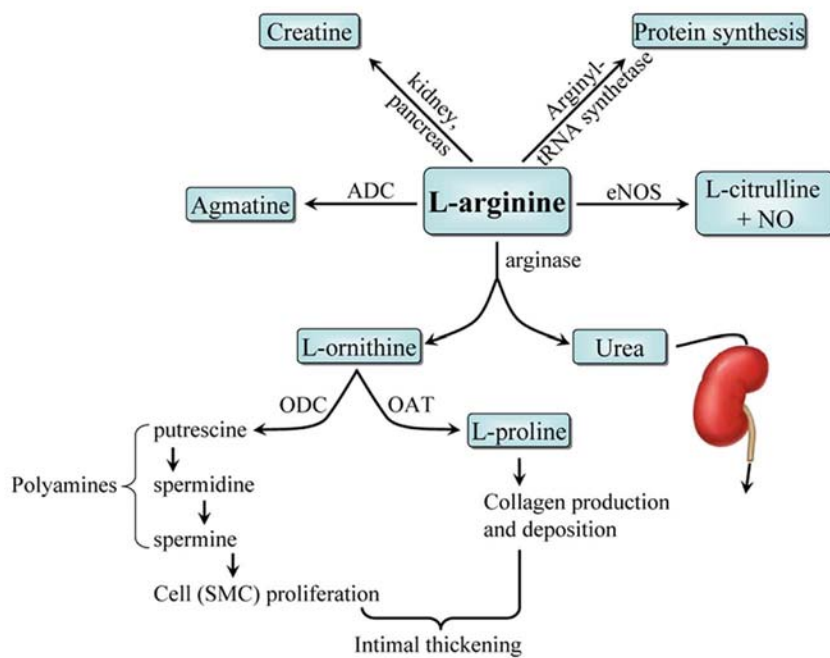 Creatine
Protein synthesis
kidney,
pancreas
Arginyl-
tRNA synthetase
Agmatine
ADC
L-arginine
eNOS
L-citrulline
+ NO
arginase
L-ornithine
Urea
ODC
OAT
putrescine
L-proline
Polyamines
spermidine
Collagen production
and deposition
spermine
Cell (SMC) proliferation
Intimal thickening